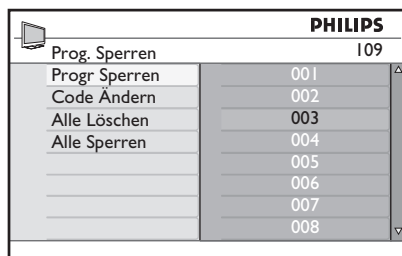 PHILIPS
Prog. Sperren 109
Progr Sperren 001
Code Ändern 002
Alle Löschen 003
Alle Sperren 004
005
006
007
008